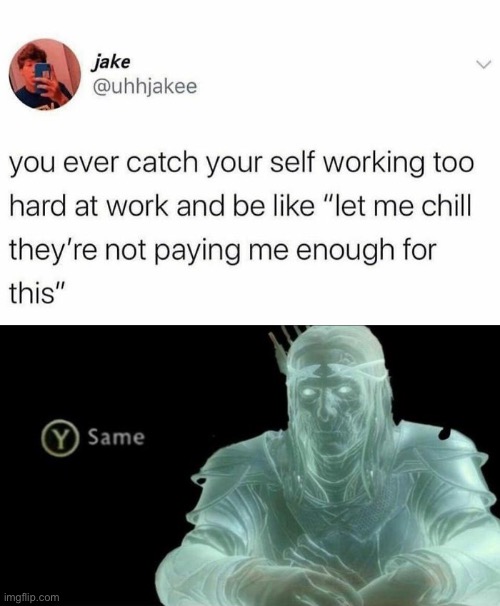 jake
@uhhjakee
you ever catch your self working too
hard at work and be like “let me chill
they’re not paying me enough for
this”
Y Same
imgflip.com